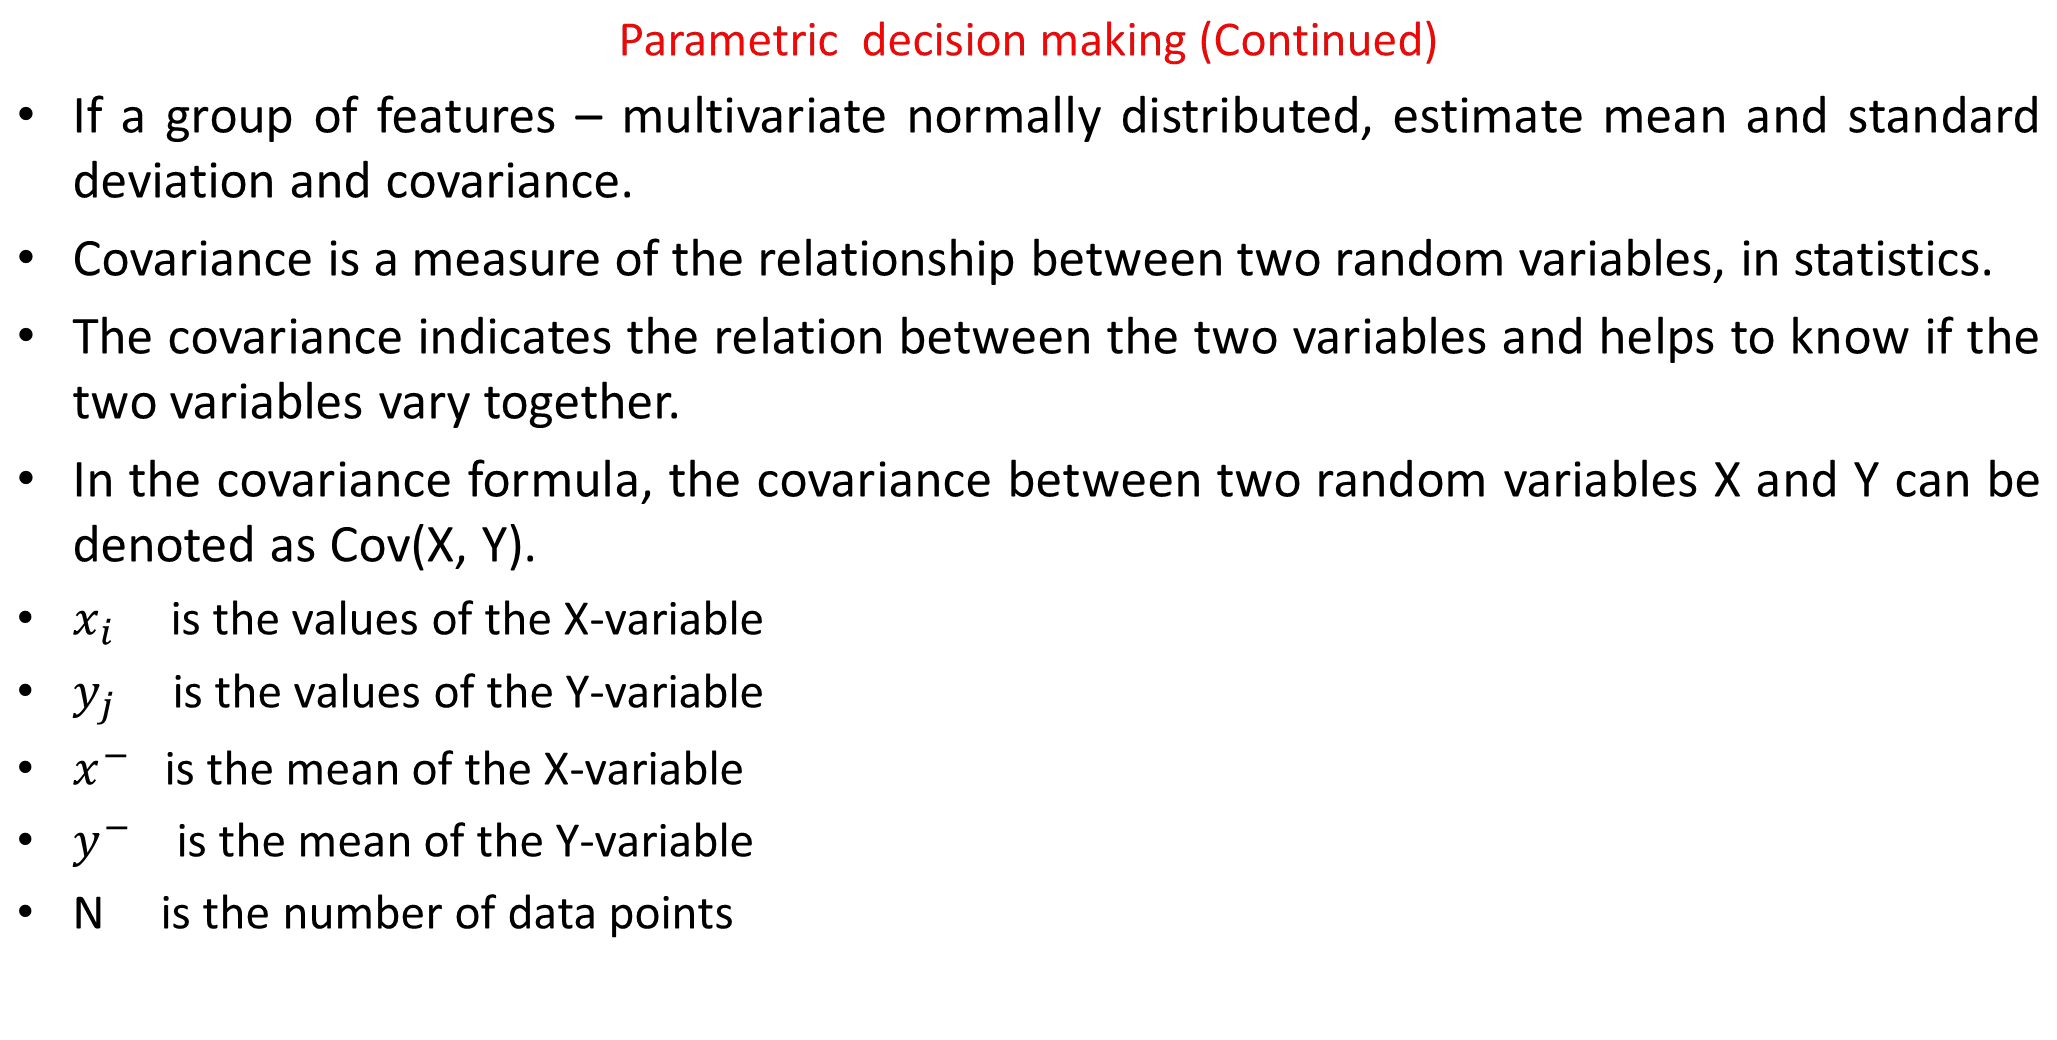 Parametric  decision making (Continued)
• If a group of features – multivariate normally distributed, estimate mean and standard
deviation and covariance.
• Covariance is a measure of the relationship between two random variables, in statistics.
• The covariance indicates the relation between the two variables and helps to know if the
two variables vary together.
• In the covariance formula, the covariance between two random variables X and Y can be
denoted as Cov(X, Y).
• 𝑥ᵢ is the values of the X-variable
• 𝑦ⱼ is the values of the Y-variable
• 𝑥⁻ is the mean of the X-variable
• 𝑦⁻ is the mean of the Y-variable
• N is the number of data points